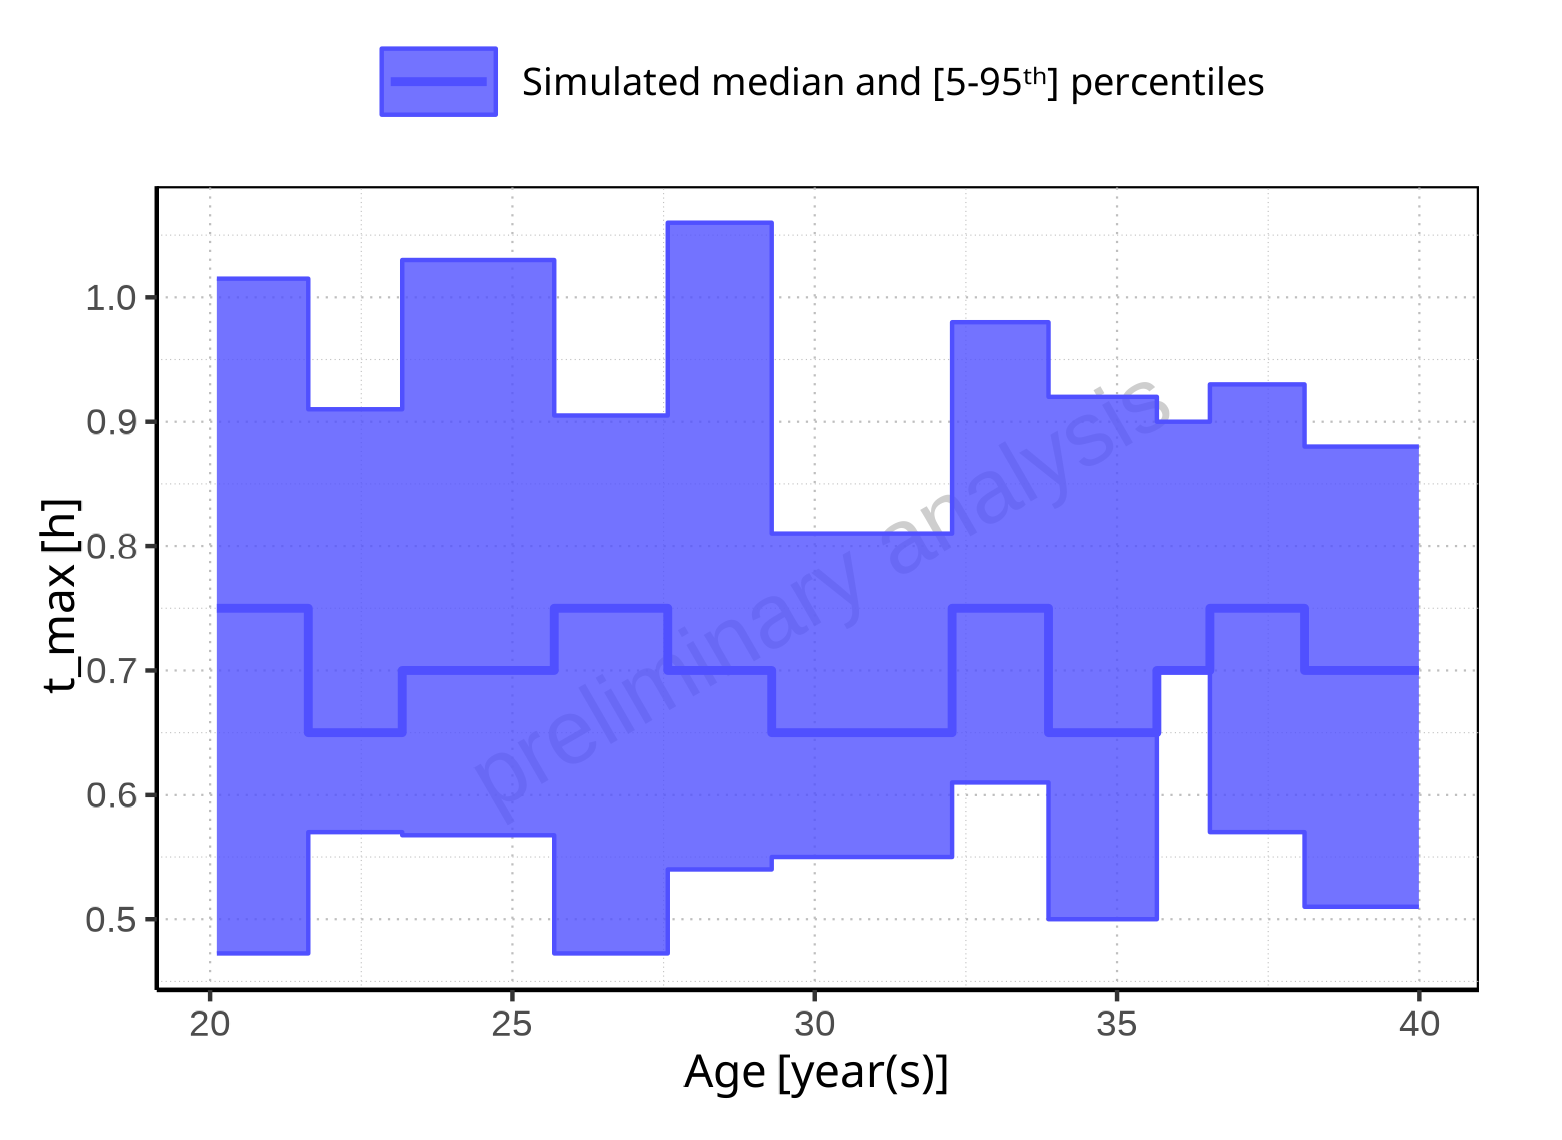 Simulated median and [5-95ᵗʰ] percentiles
t_max [h]
1.0
0.9
0.8
0.7
0.6
0.5
preliminary analysis
20 25 30 35 40
Age [year(s)]